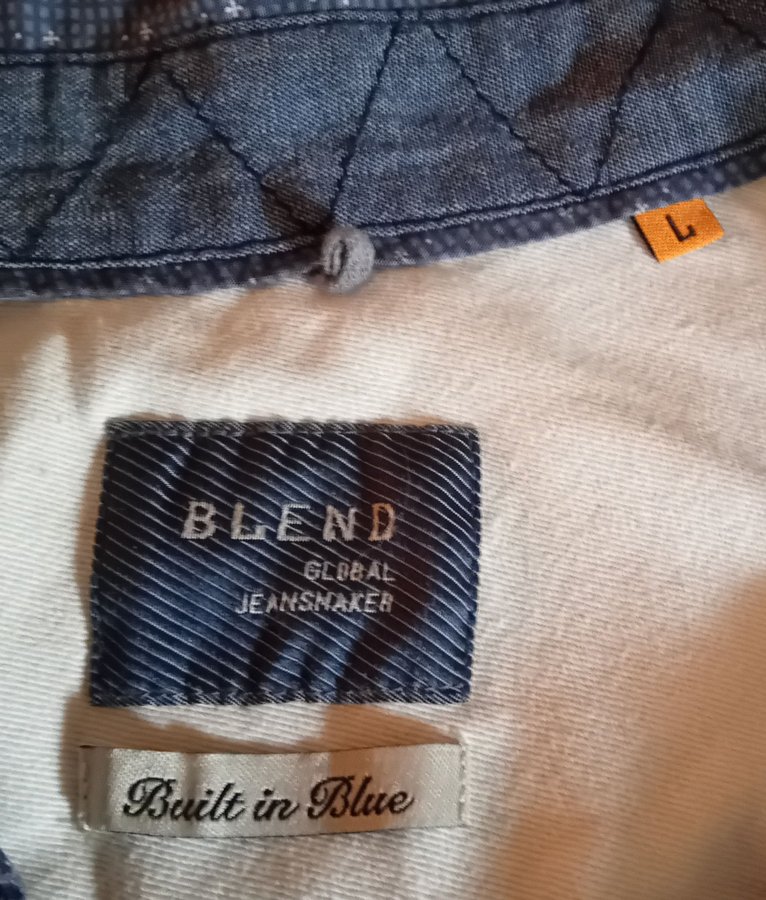 L
BLEND
GLOBAL
JEANSMAKER
Built in Blue